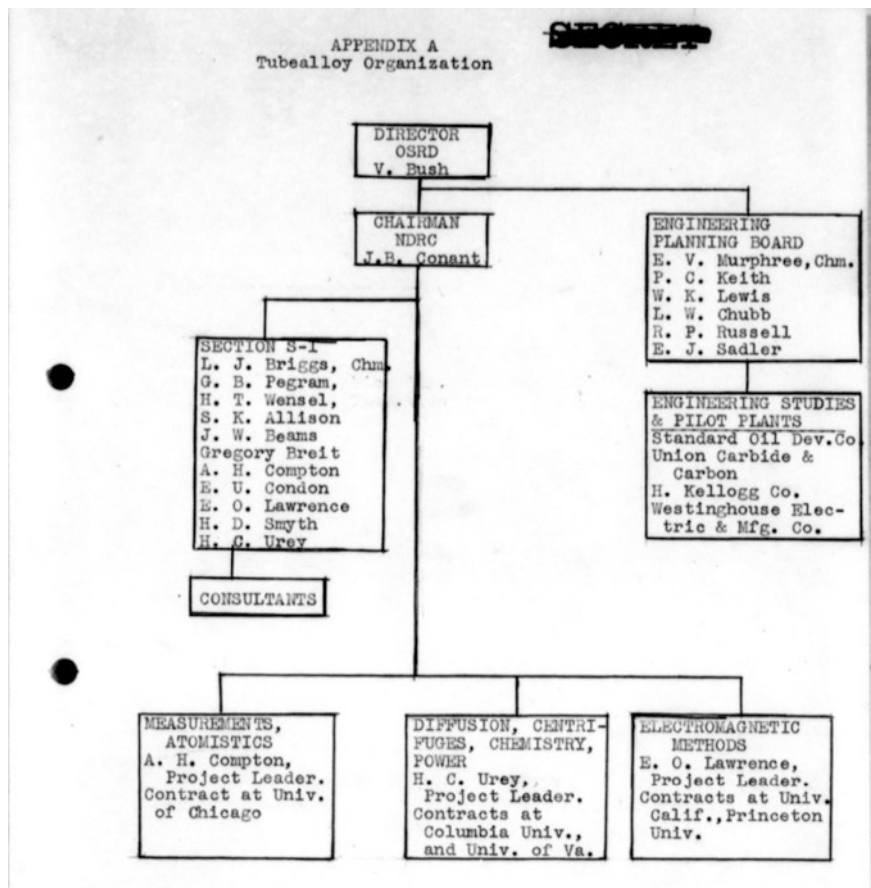 APPENDIX A
SECRET
Tubealloy Organization
DIRECTOR
OSRD
V. Bush
CHAIRMAN
NDRC
J.B. Conant
ENGINEERING
PLANNING BOARD
E. V. Murphree,Chm.
P. C. Keith
W. K. Lewis
L. W. Chubb
R. P. Russell
E. J. Sadler
SECTION S-1
L. J. Briggs, Chm.
G. B. Pegram,
H. T. Wensel,
S. K. Allison
J. W. Beams
Gregory Breit
A. H. Compton
E. U. Condon
E. O. Lawrence
H. D. Smyth
H. C. Urey
ENGINEERING STUDIES
& PILOT PLANTS
Standard Oil Dev.Co.
Union Carbide &
Carbon
H. Kellogg Co.
Westinghouse Elec-
tric & Mfg. Co.
CONSULTANTS
MEASUREMENTS,
ATOMISTICS
A. H. Compton,
Project Leader.
Contract at Univ.
of Chicago
DIFFUSION, CENTRI-
FUGES, CHEMISTRY,
POWER
H. C. Urey,
Project Leader.
Contracts at
Columbia Univ.,
and Univ. of Va.
ELECTROMAGNETIC
METHODS
E. O. Lawrence,
Project Leader.
Contracts at Univ.
Calif.,Princeton
Univ.